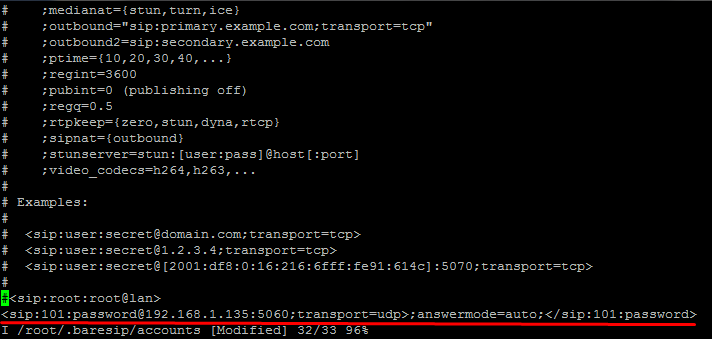 #    ;medianat={stun,turn,ice}
#    ;outbound="sip:primary.example.com;transport=tcp"
#    ;outbound2=sip:secondary.example.com
#    ;ptime={10,20,30,40,...}
#    ;regint=3600
#    ;pubint=0 (publishing off)
#    ;regq=0.5
#    ;rtpkeep={zero,stun,dyna,rtcp}
#    ;sipnat={outbound}
#    ;stunserver=stun:[user:pass]@host[:port]
#    ;video_codecs=h264,h263,...
#
# Examples:
#
#  <sip:user:secret@domain.com;transport=tcp>
#  <sip:user:secret@1.2.3.4;transport=tcp>
#  <sip:user:secret@[2001:df8:0:16:216:6fff:fe91:614c]:5070;transport=tcp>
#
#<sip:root:root@lan>
<sip:101:password@192.168.1.135:5060;transport=udp>;answermode=auto;</sip:101:password>
I /root/.baresip/accounts [Modified] 32/33 96%